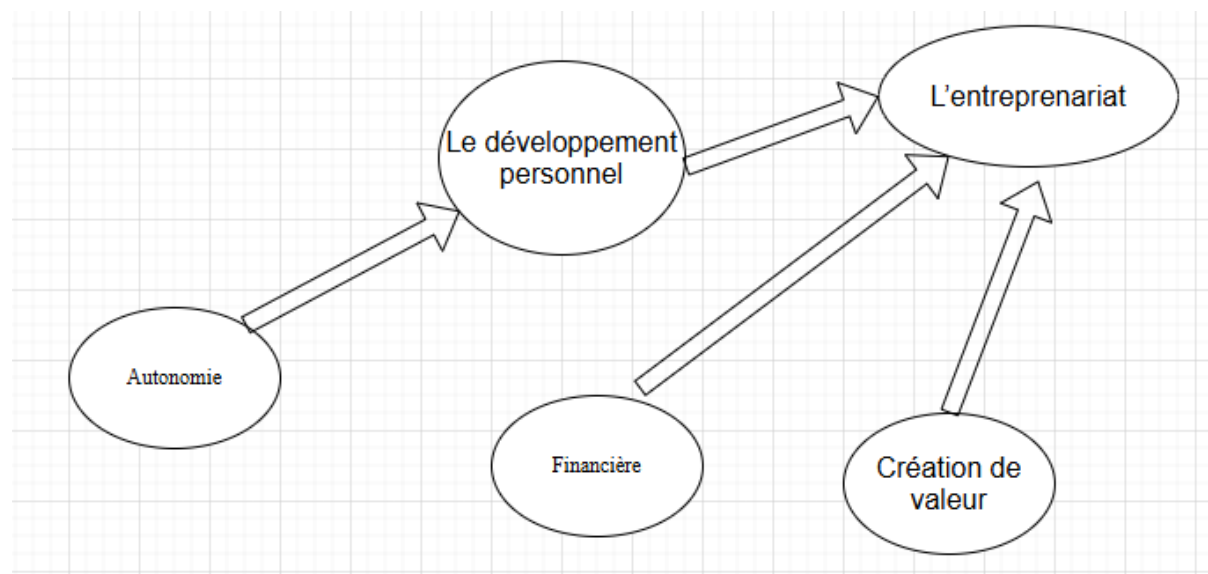 L'entreprenariat
Le développement
personnel
Autonomie
Financière
Création de
valeur